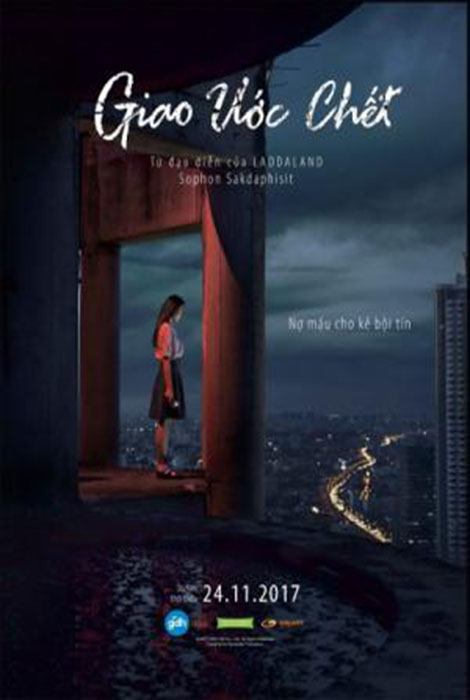 Giao Ước Chết
Từ đạo diễn của LADDALAND
Sophon Sakdaphisit
Nợ máu cho kẻ bội tín
24.11.2017
gdh